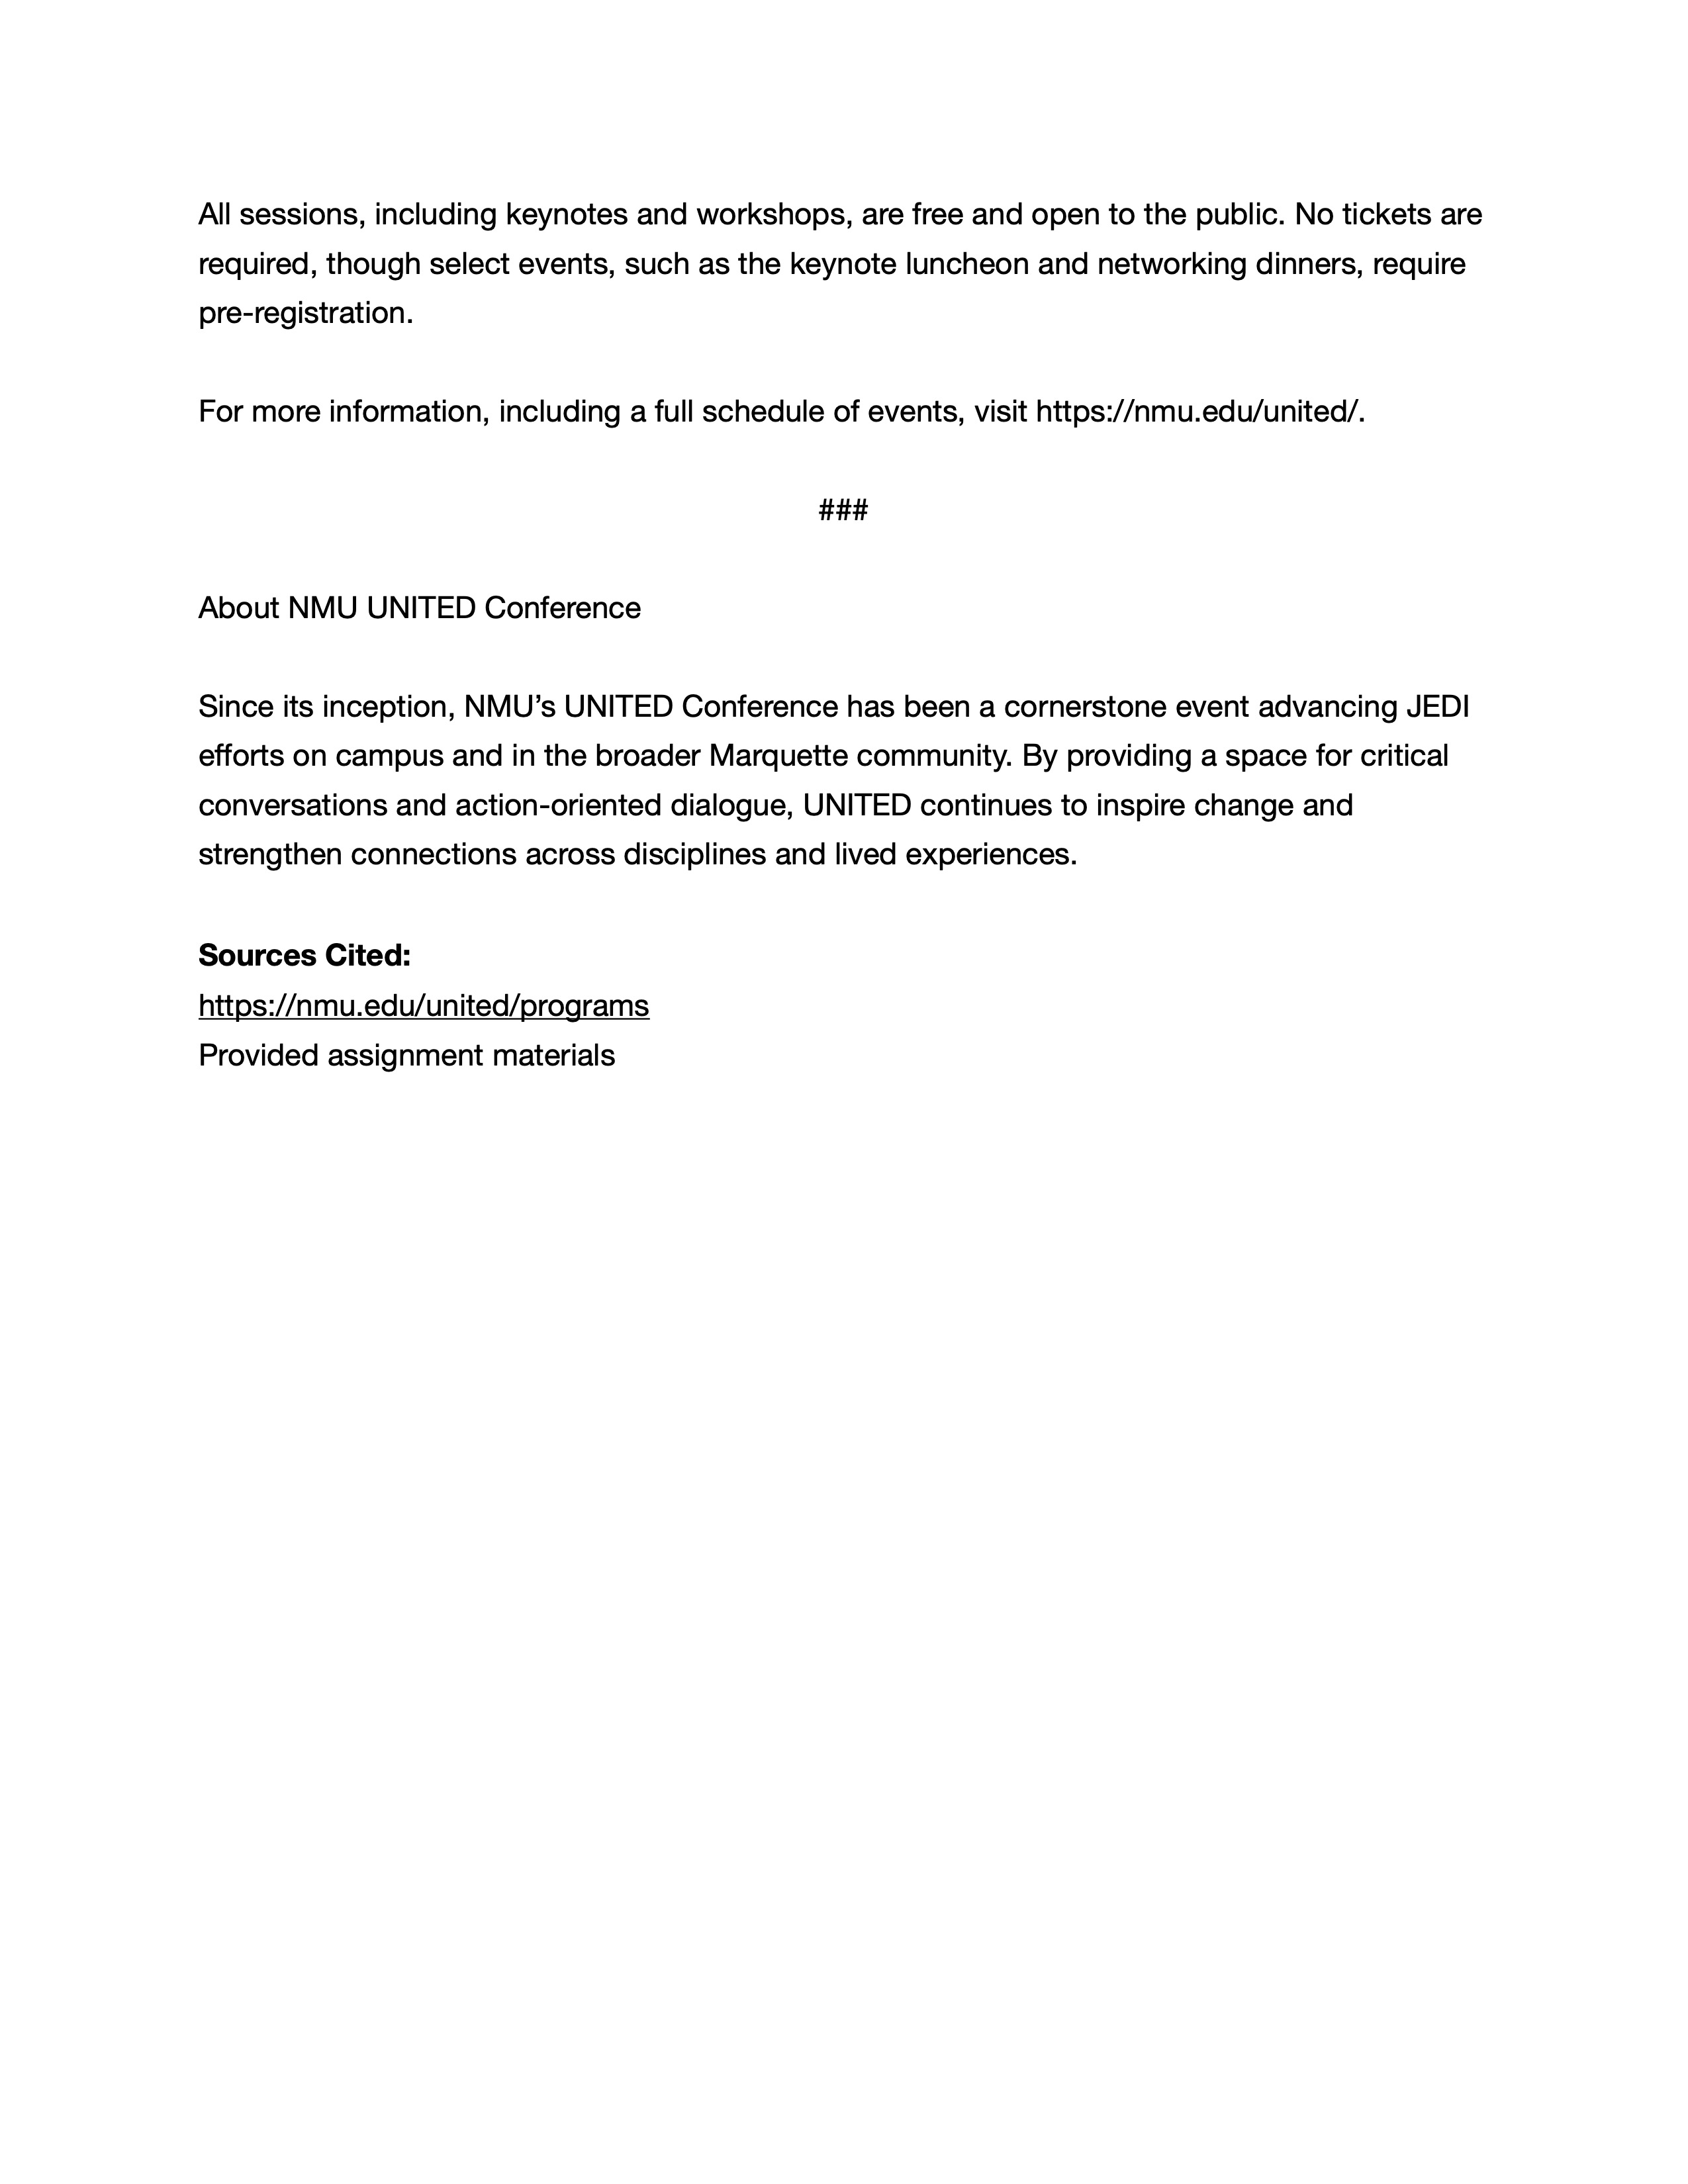 All sessions, including keynotes and workshops, are free and open to the public. No tickets are
required, though select events, such as the keynote luncheon and networking dinners, require
pre-registration.
For more information, including a full schedule of events, visit https://nmu.edu/united/.
###
About NMU UNITED Conference
Since its inception, NMU’s UNITED Conference has been a cornerstone event advancing JEDI
efforts on campus and in the broader Marquette community. By providing a space for critical
conversations and action-oriented dialogue, UNITED continues to inspire change and
strengthen connections across disciplines and lived experiences.
Sources Cited:
https://nmu.edu/united/programs
Provided assignment materials